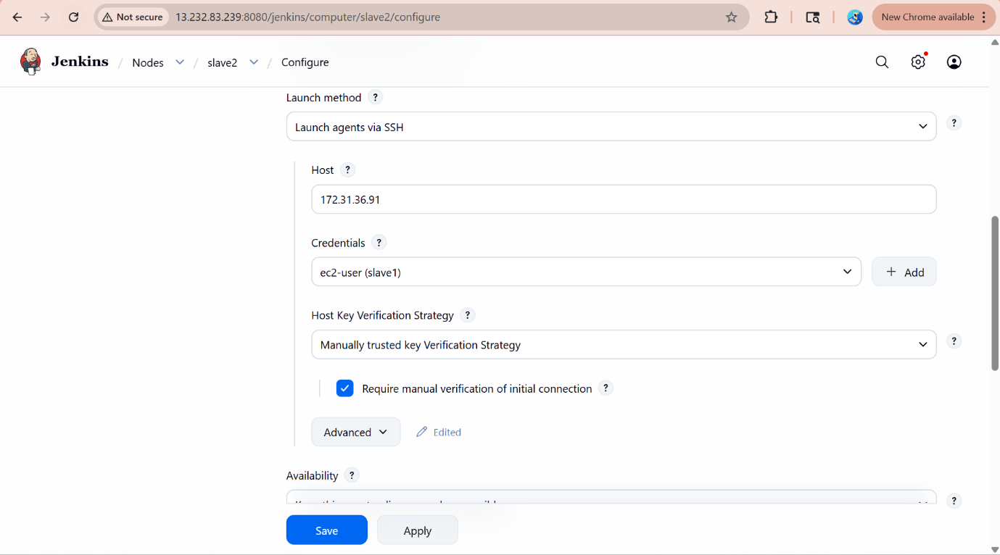 Not secure 13.232.83.239:8080/jenkins/computer/slave2/configure New Chrome available
Jenkins / Nodes / slave2 / Configure
Launch method ?
Launch agents via SSH ?
Host ?
172.31.36.91
Credentials ?
ec2-user (slave1) + Add
Host Key Verification Strategy ?
Manually trusted key Verification Strategy ?
Require manual verification of initial connection ?
Advanced Edited
Availability ?
?
Save Apply